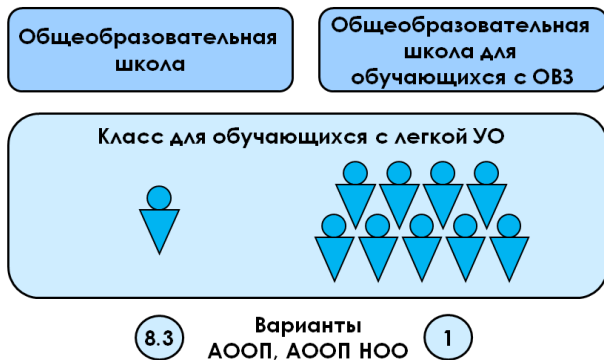 Общеобразовательная
школа
Общеобразовательная
школа для
обучающихся с ОВЗ
Класс для обучающихся с легкой УО
8.3
Варианты
АООП, АООП НОО
1